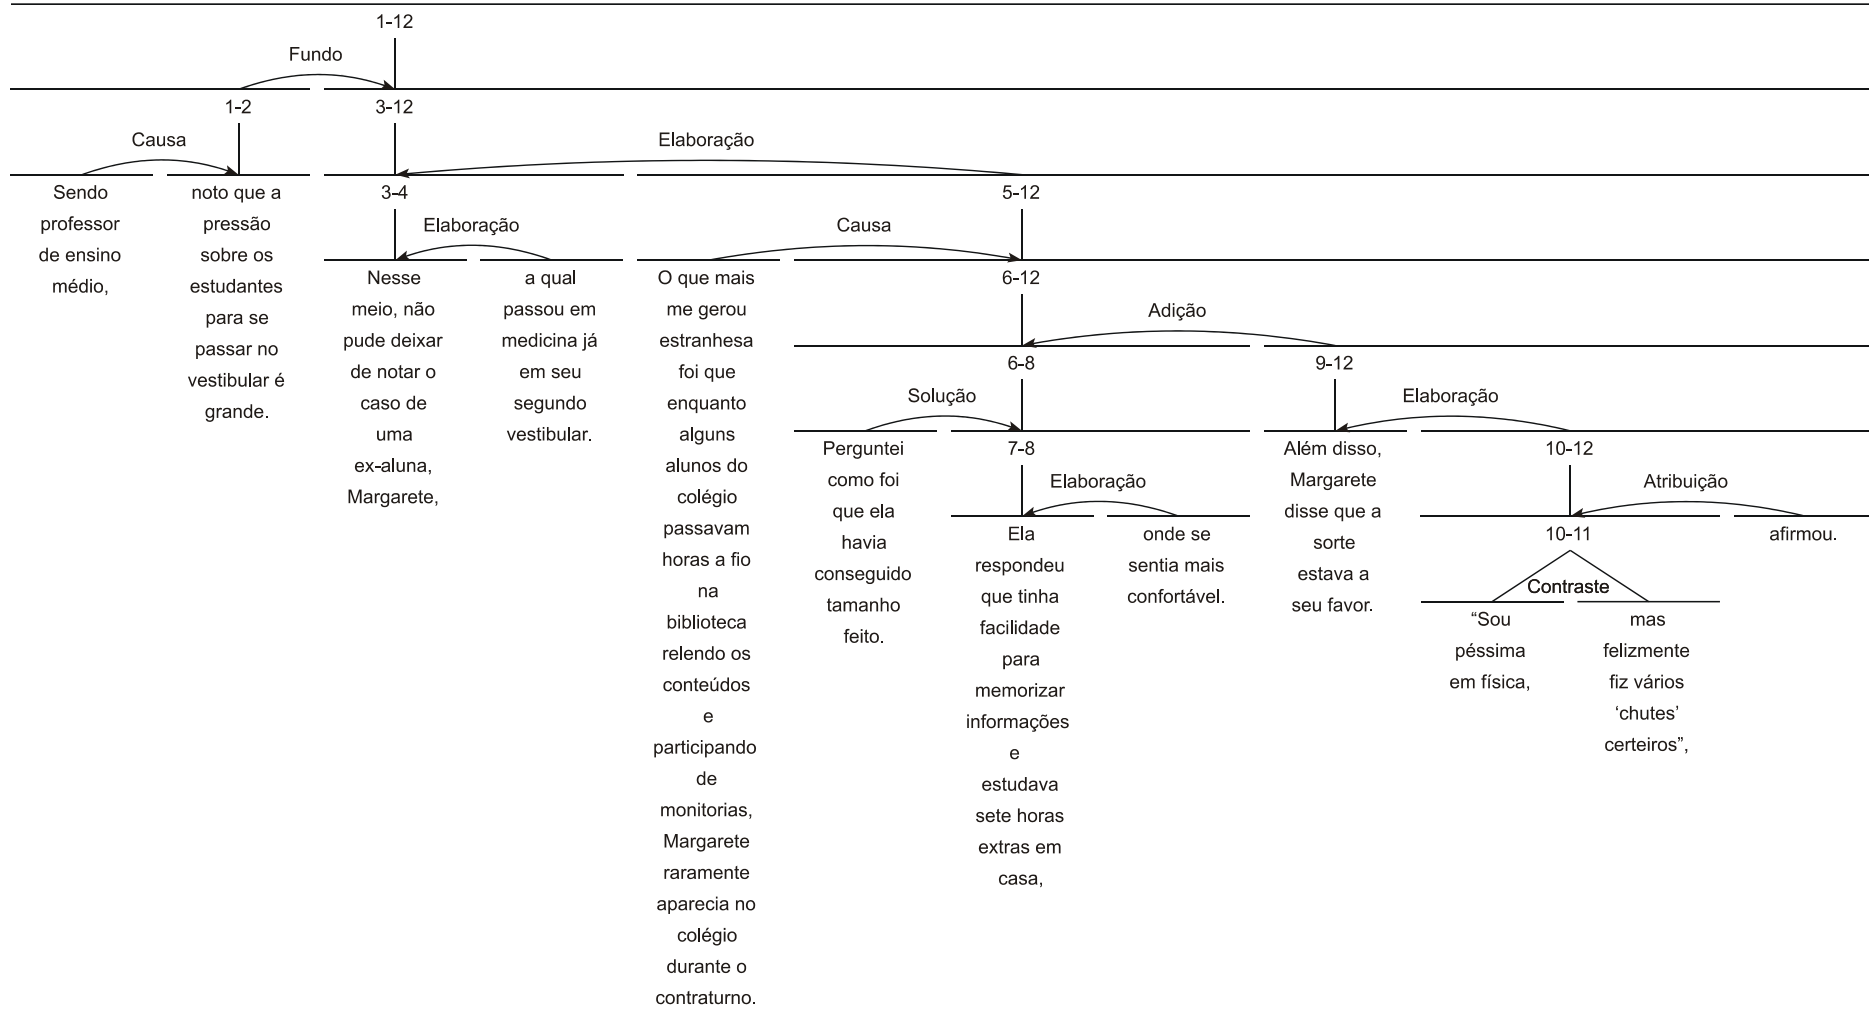 1-12
Fundo
1-2
3-12
Causa
Elaboração
Sendo
professor
de ensino
médio,
noto que a
pressão
sobre os
estudantes
para se
passar no
vestibular é
grande.
3-4
5-12
Elaboração
Causa
Nesse
meio, não
pude deixar
de notar o
caso de
uma
ex-aluna,
Margarete,
a qual
passou em
medicina já
em seu
segundo
vestibular.
O que mais
me gerou
estranhesa
foi que
enquanto
alguns
alunos do
colégio
passavam
horas a fio
na
biblioteca
relendo os
conteúdos
e
participando
de
monitorias,
Margarete
raramente
aparecia no
colégio
durante o
contraturno.
6-12
Adição
6-8
9-12
Solução
Elaboração
Perguntei
como foi
que ela
havia
conseguido
tamanho
feito.
7-8
Elaboração
Ela
respondeu
que tinha
facilidade
para
memorizar
informações
e
estudava
sete horas
extras em
casa,
onde se
sentia mais
confortável.
Além disso,
Margarete
disse que a
sorte
estava a
seu favor.
10-12
Atribuição
10-11
afirmou.
Contraste
“Sou
péssima
em física,
mas
felizmente
fiz vários
‘chutes’
certeiros”,